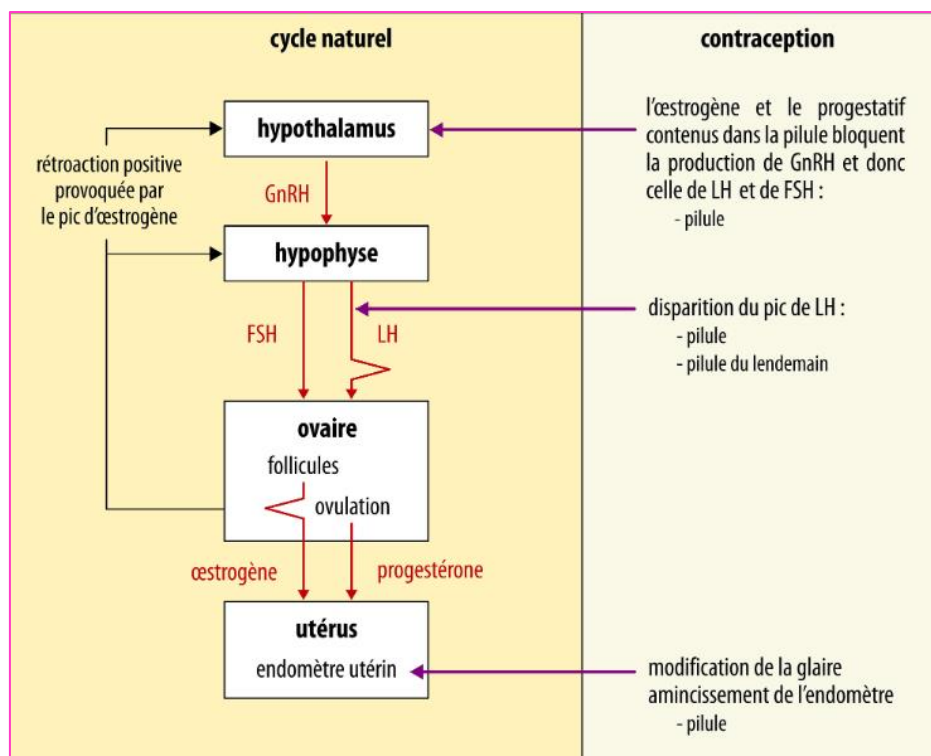 cycle naturel
contraception
hypothalamus
rétroaction positive
provoquée par
le pic d'œstrogène
GnRH
hypophyse
FSH
LH
ovaire
follicules
ovulation
œstrogène
progestérone
utérus
endomètre utérin
l'œstrogène et le progestatif
contenus dans la pilule bloquent
la production de GnRH et donc
celle de LH et de FSH :
- pilule
disparition du pic de LH :
- pilule
- pilule du lendemain
modification de la glaire
amincissement de l'endomètre
- pilule